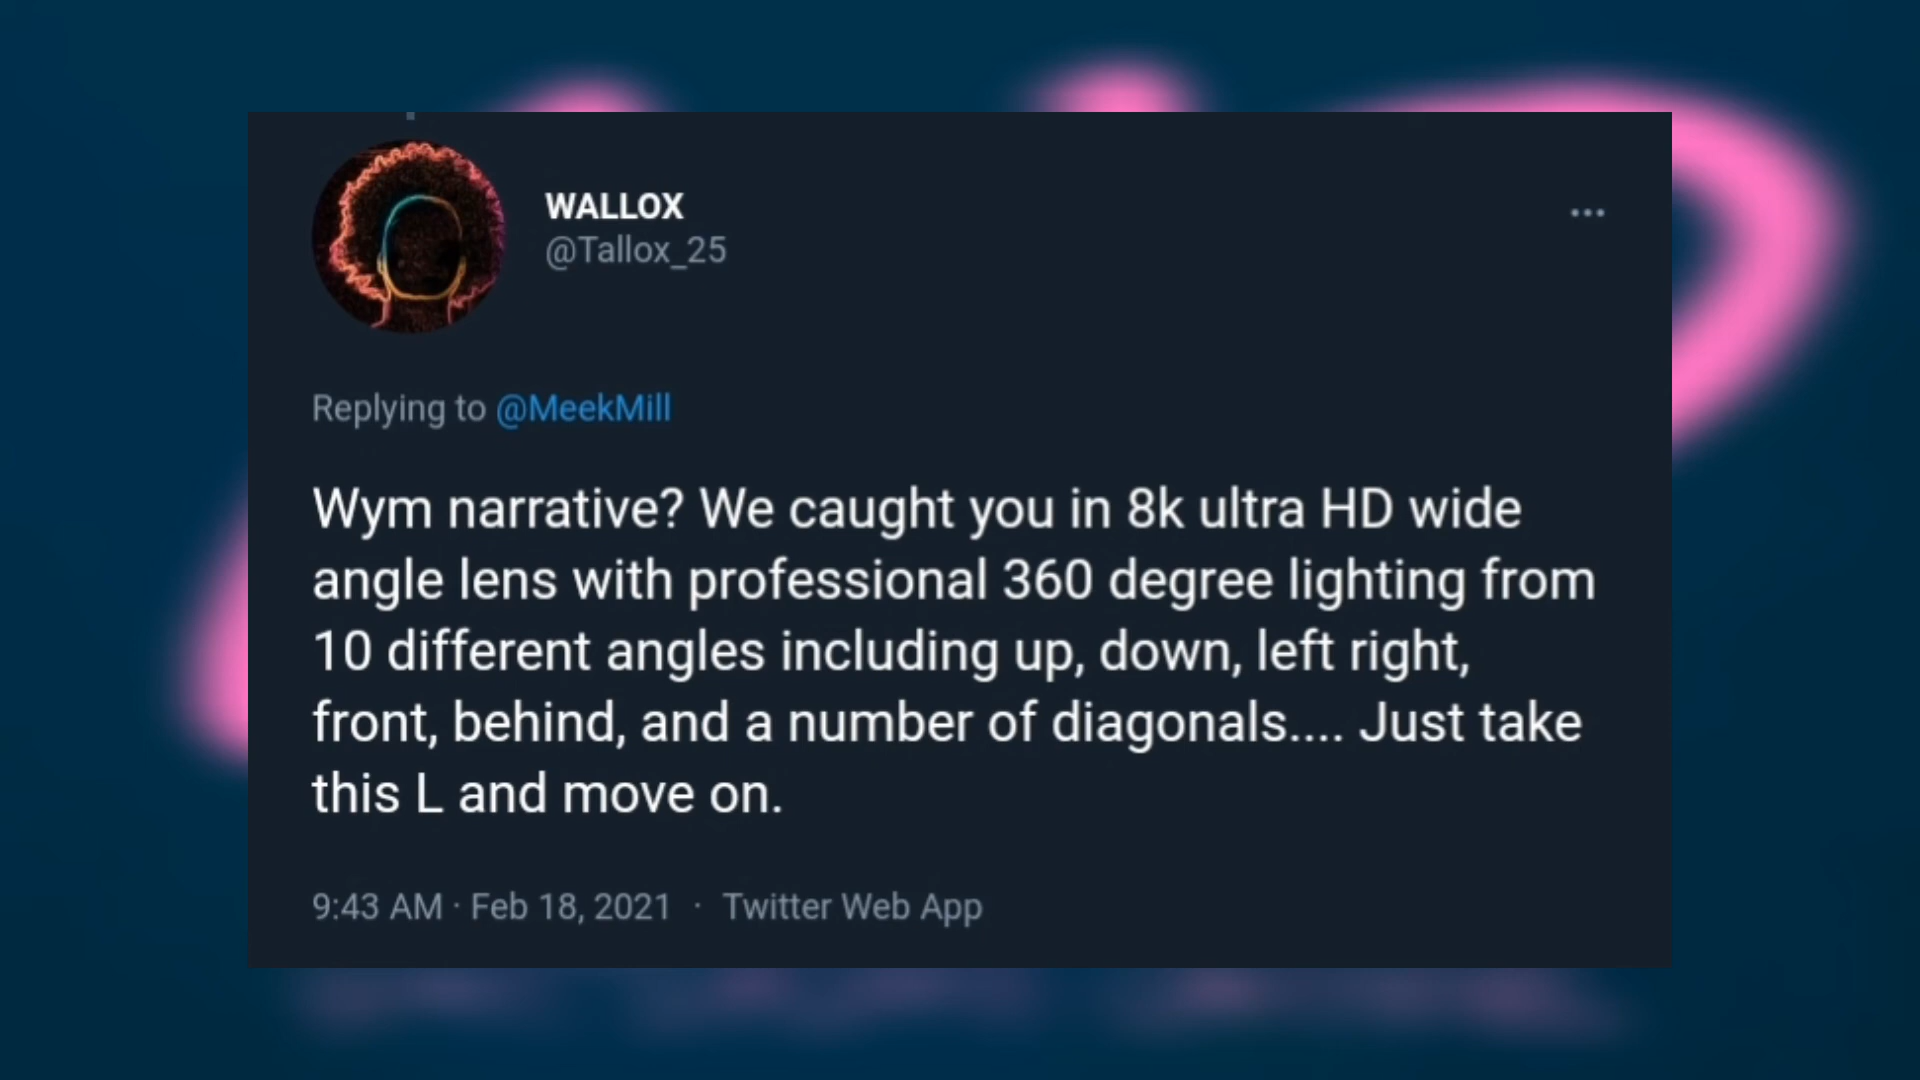 WALLOX
@Tallox_25
Replying to @MeekMill
Wym narrative? We caught you in 8k ultra HD wide
angle lens with professional 360 degree lighting from
10 different angles including up, down, left right,
front, behind, and a number of diagonals.... Just take
this L and move on.
9:43 AM · Feb 18, 2021 · Twitter Web App